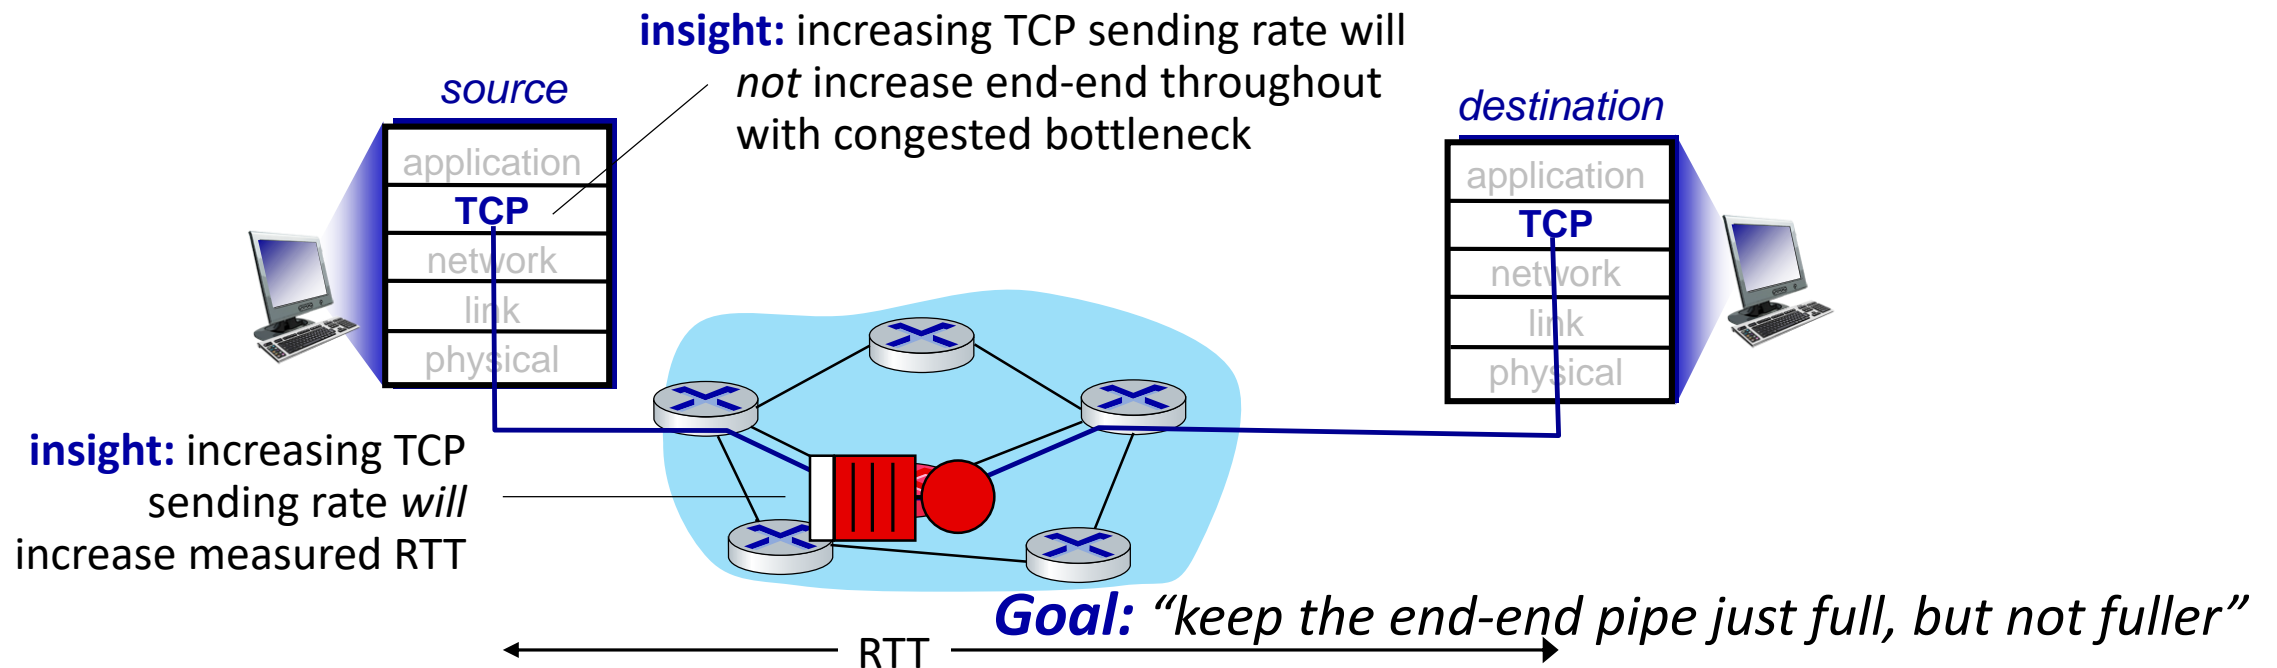 insight: increasing TCP sending rate will
not increase end-end throughout
with congested bottleneck
source
application
TCP
network
link
physical
destination
application
TCP
network
link
physical
insight: increasing TCP
sending rate will
increase measured RTT
Goal: “keep the end-end pipe just full, but not fuller”
RTT